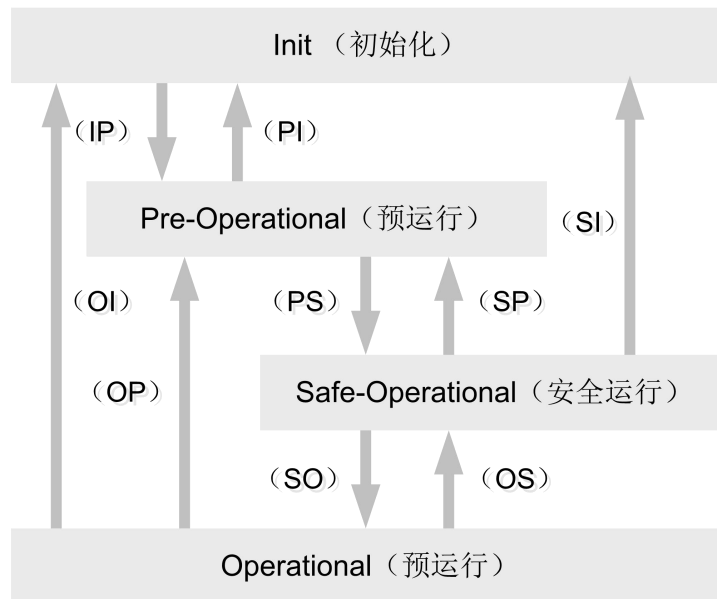 Init （初始化）
（IP）
（PI）
Pre-Operational（预运行）
（SI）
（OI）
（PS）
（SP）
（OP）
Safe-Operational（安全运行）
（SO）
（OS）
Operational（预运行）